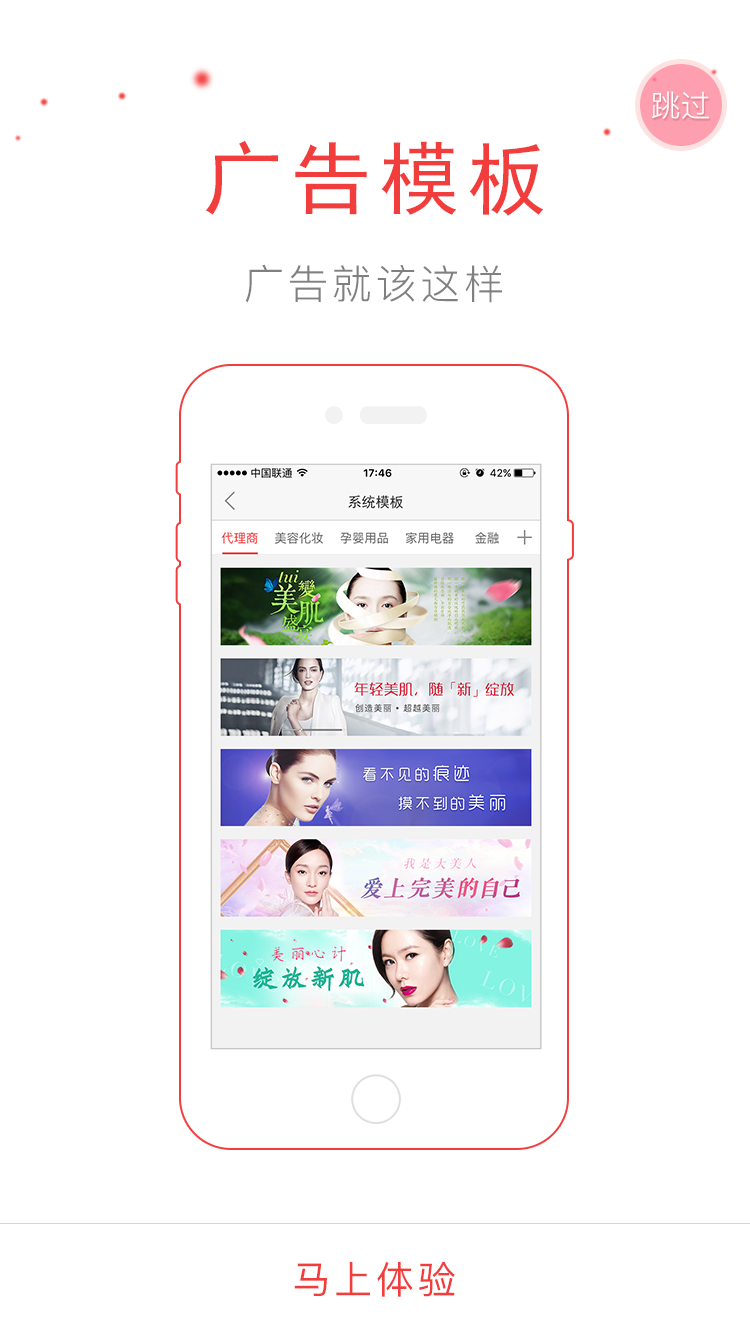 跳过
广告模板
广告就该这样
中国联通 17:46 42%
系统模板
代理商 美容化妆 孕婴用品 家用电器 金融
lui
美變肌
盛宴
年轻美肌，随「新」绽放
创造美丽 • 超越美丽
看不见的痕迹
摸不到的美丽
我是大美人
爱上完美的自己
美丽心计
绽放新肌
LOVE
LOV
马上体验